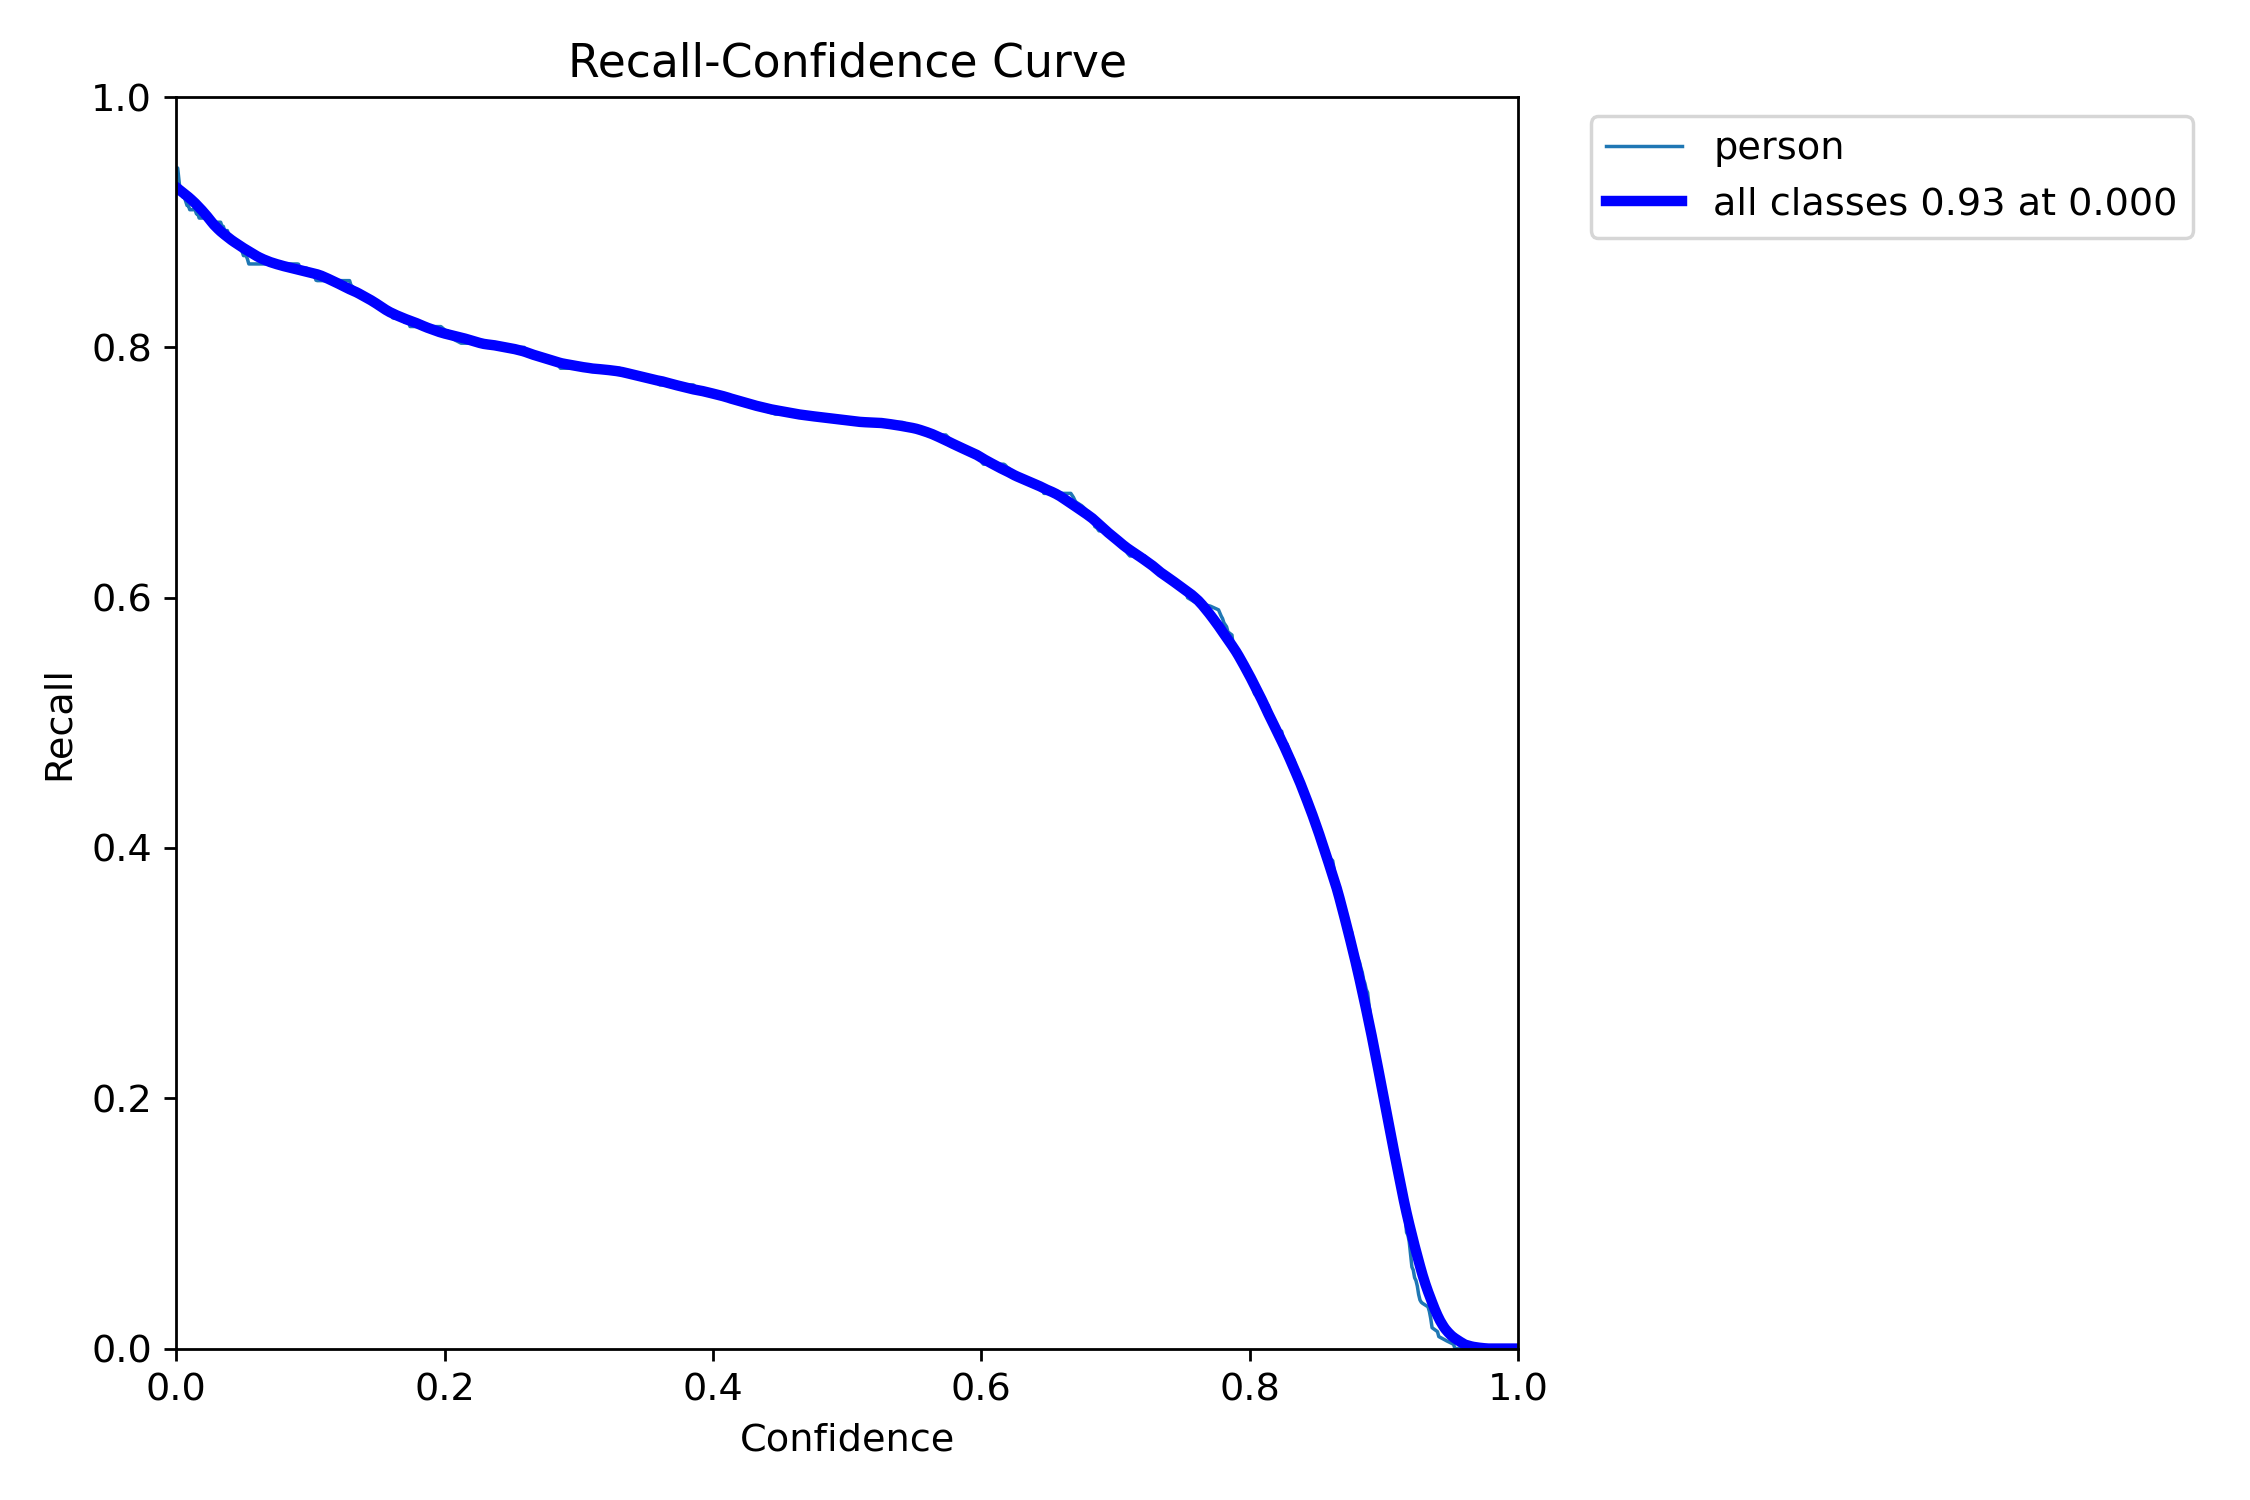 Recall-Confidence Curve
1.0
0.8
0.6
0.4
0.2
0.0
Recall
0.0 0.2 0.4 0.6 0.8 1.0
Confidence
person
all classes 0.93 at 0.000